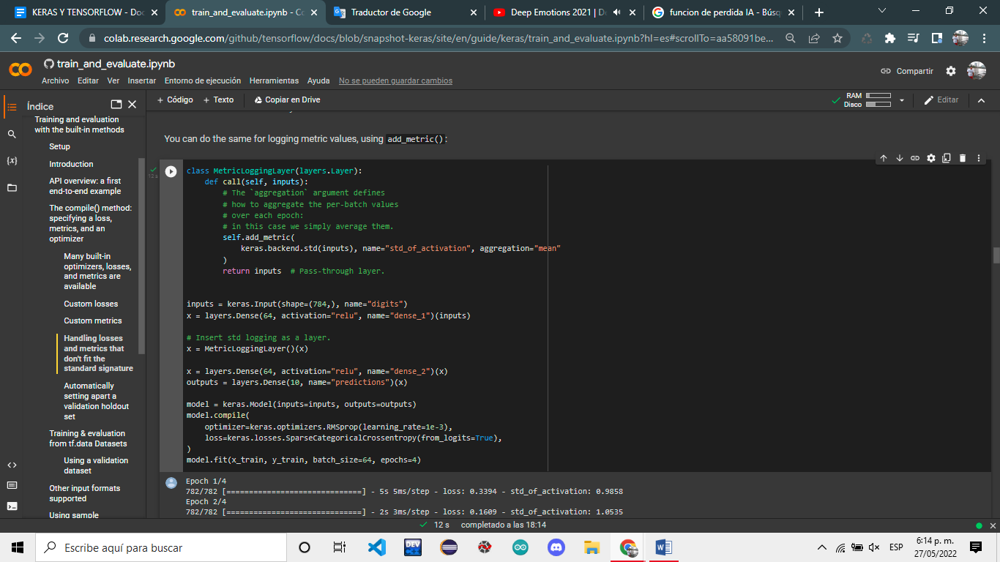 KERAS Y TENSORFLOW - Doc
train_and_evaluate.ipynb - Co
Traductor de Google
Deep Emotions 2021 | De
funcion de perdida IA - Búsq
colab.research.google.com/github/tensorflow/docs/blob/snapshot-keras/site/en/guide/keras/train_and_evaluate.ipynb?hl=es#scrollTo=aa58091be...
train_and_evaluate.ipynb
Archivo Editar Ver Insertar Entorno de ejecución Herramientas Ayuda No se pueden guardar cambios
Compartir
+ Código + Texto Copiar en Drive
RAM
Disco
Editar
Índice
Training and evaluation
with the built-in methods
Setup
Introduction
API overview: a first
end-to-end example
The compile() method:
specifying a loss,
metrics, and an
optimizer
Many built-in
optimizers, losses,
and metrics are
available
Custom losses
Custom metrics
Handling losses
and metrics that
don't fit the
standard signature
Automatically
setting apart a
validation holdout
set
Training & evaluation
from tf.data Datasets
Using a validation
dataset
Other input formats
supported
Using sample
You can do the same for logging metric values, using add_metric():
12 s
class MetricLoggingLayer(layers.Layer):
def call(self, inputs):
# The `aggregation` argument defines
# how to aggregate the per-batch values
# over each epoch:
# in this case we simply average them.
self.add_metric(
keras.backend.std(inputs), name="std_of_activation", aggregation="mean"
)
return inputs # Pass-through layer.
inputs = keras.Input(shape=(784,), name="digits")
x = layers.Dense(64, activation="relu", name="dense_1")(inputs)
# Insert std logging as a layer.
x = MetricLoggingLayer()(x)
x = layers.Dense(64, activation="relu", name="dense_2")(x)
outputs = layers.Dense(10, name="predictions")(x)
model = keras.Model(inputs=inputs, outputs=outputs)
model.compile(
optimizer=keras.optimizers.RMSprop(learning_rate=1e-3),
loss=keras.losses.SparseCategoricalCrossentropy(from_logits=True),
)
model.fit(x_train, y_train, batch_size=64, epochs=4)
Epoch 1/4
782/782 [==============================] - 5s 5ms/step - loss: 0.3394 - std_of_activation: 0.9858
Epoch 2/4
782/782 [==============================] - 2s 3ms/step - loss: 0.1609 - std_of_activation: 1.0535
12 s completado a las 18:14
Escribe aquí para buscar
DEV
ESP
6:14 p. m.
27/05/2022